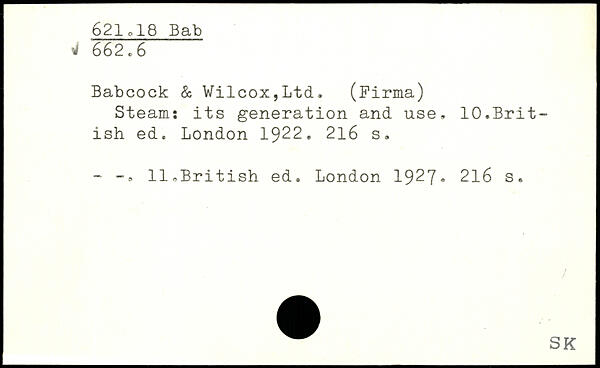 621.18 Bab
√ 662.6
Babcock & Wilcox,Ltd. (Firma)
Steam: its generation and use. 10.Brit-
ish ed. London 1922. 216 s.
- -. 11.British ed. London 1927. 216 s.
SK